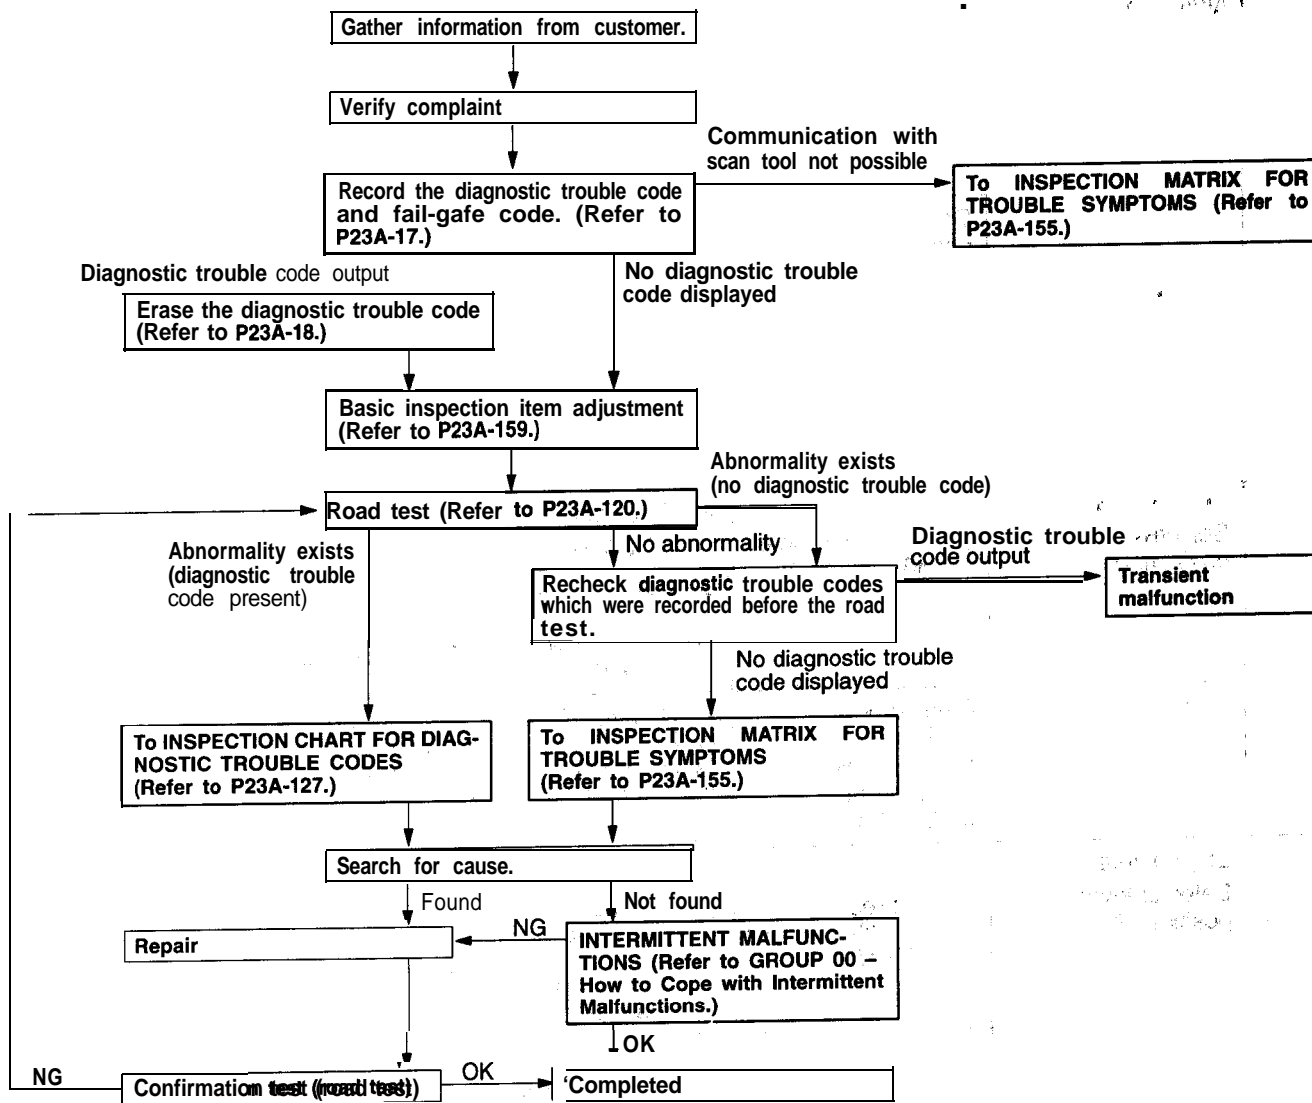 Gather information from customer.
Verify complaint
Communication with
scan tool not possible
Record the diagnostic trouble code
and fail-gafe code. (Refer to
P23A-17.)
To INSPECTION MATRIX FOR
TROUBLE SYMPTOMS (Refer to
P23A-155.)
Diagnostic trouble code output
No diagnostic trouble
code displayed
Erase the diagnostic trouble code
(Refer to P23A-18.)
Basic inspection item adjustment
(Refer to P23A-159.)
Abnormality exists
(no diagnostic trouble code)
Road test (Refer to P23A-120.)
Abnormality exists
(diagnostic trouble
code present)
No abnormality
Diagnostic trouble
code output
Recheck diagnostic trouble codes
which were recorded before the road
test.
Transient
malfunction
No diagnostic trouble
code displayed
To INSPECTION CHART FOR DIAG-
NOSTIC TROUBLE CODES
(Refer to P23A-127.)
To INSPECTION MATRIX FOR
TROUBLE SYMPTOMS
(Refer to P23A-155.)
Search for cause.
Found
Not found
Repair
NG
INTERMITTENT MALFUNC-
TIONS (Refer to GROUP 00 –
How to Cope with Intermittent
Malfunctions.)
OK
NG
Confirmation test (road test)
OK
'Completed